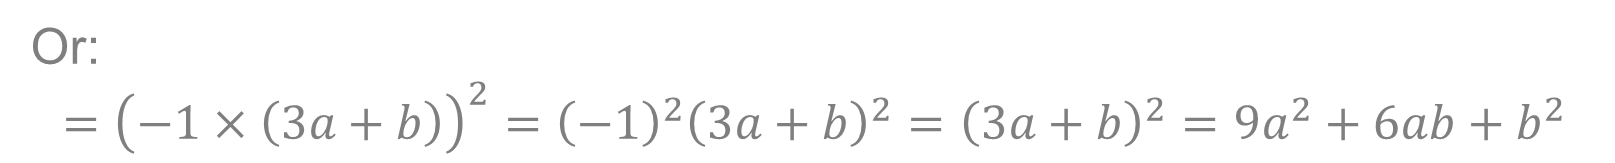 Or:
= (−1 × (3a + b))² = (−1)²(3a + b)² = (3a + b)² = 9a² + 6ab + b²